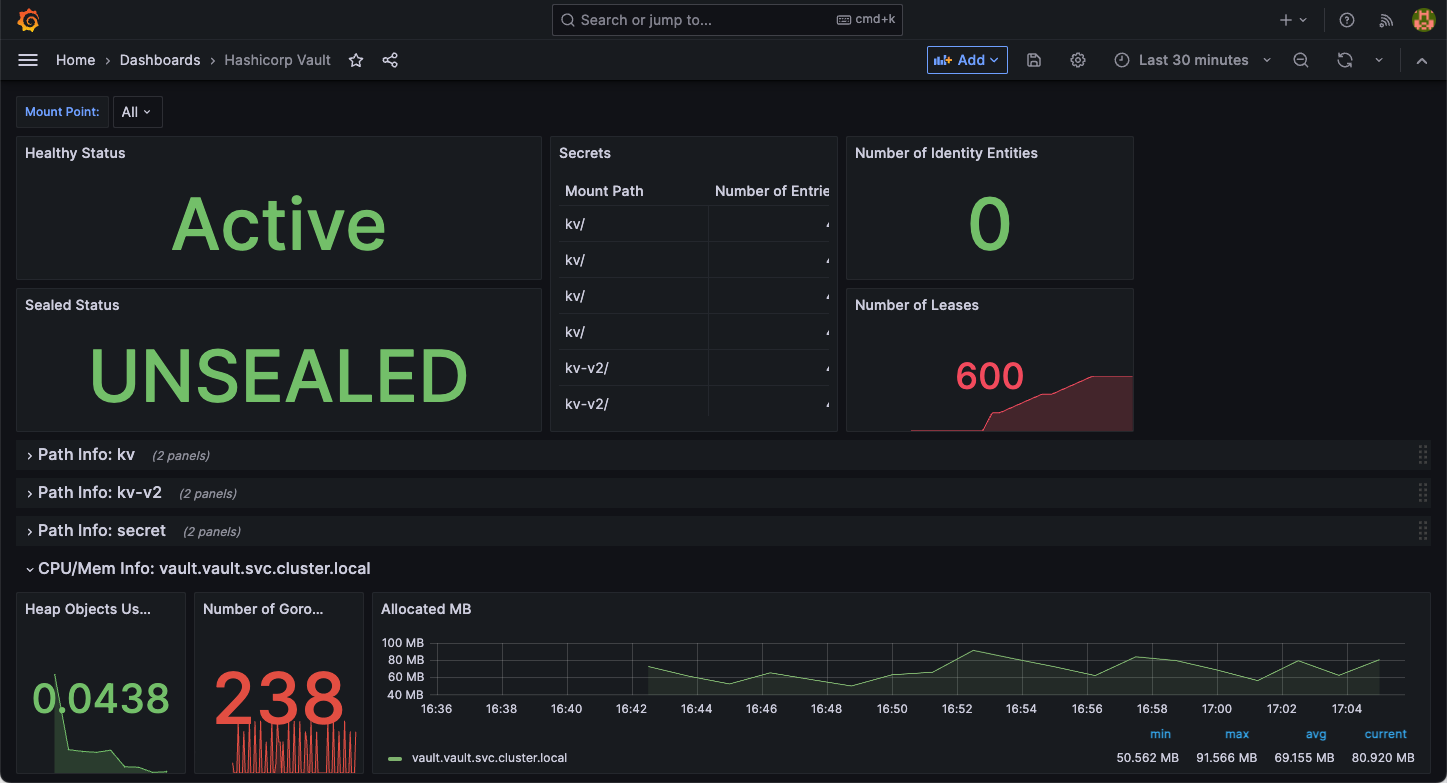 Search or jump to...
cmd+k
Home › Dashboards › Hashicorp Vault
Add
Last 30 minutes
Mount Point:
All
Healthy Status
Active
Sealed Status
UNSEALED
Secrets
Mount Path Number of Entrie
kv/
kv/
kv/
kv/
kv-v2/
kv-v2/
Number of Identity Entities
0
Number of Leases
600
Path Info: kv (2 panels)
Path Info: kv-v2 (2 panels)
Path Info: secret (2 panels)
CPU/Mem Info: vault.vault.svc.cluster.local
Heap Objects Us...
0.0438
Number of Goro...
238
Allocated MB
100 MB
80 MB
60 MB
40 MB
16:36 16:38 16:40 16:42 16:44 16:46 16:48 16:50 16:52 16:54 16:56 16:58 17:00 17:02 17:04
min max avg current
vault.vault.svc.cluster.local 50.562 MB 91.566 MB 69.155 MB 80.920 MB